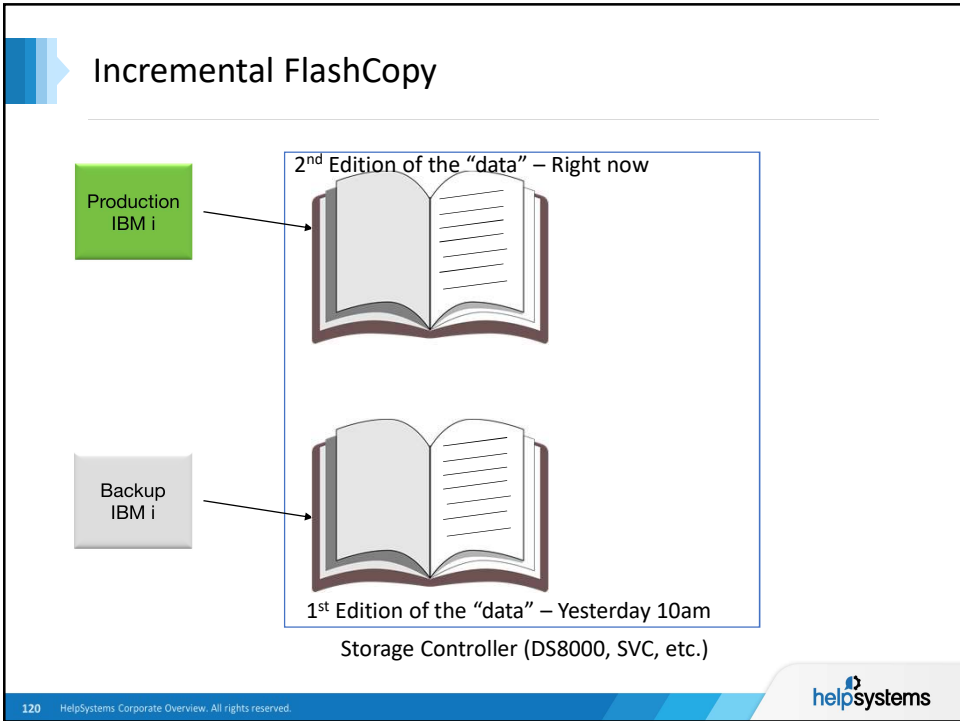 Incremental FlashCopy
2nd Edition of the “data” – Right now
Production
IBM i
Backup
IBM i
1st Edition of the “data” – Yesterday 10am
Storage Controller (DS8000, SVC, etc.)
120 HelpSystems Corporate Overview. All rights reserved.
helpsystems